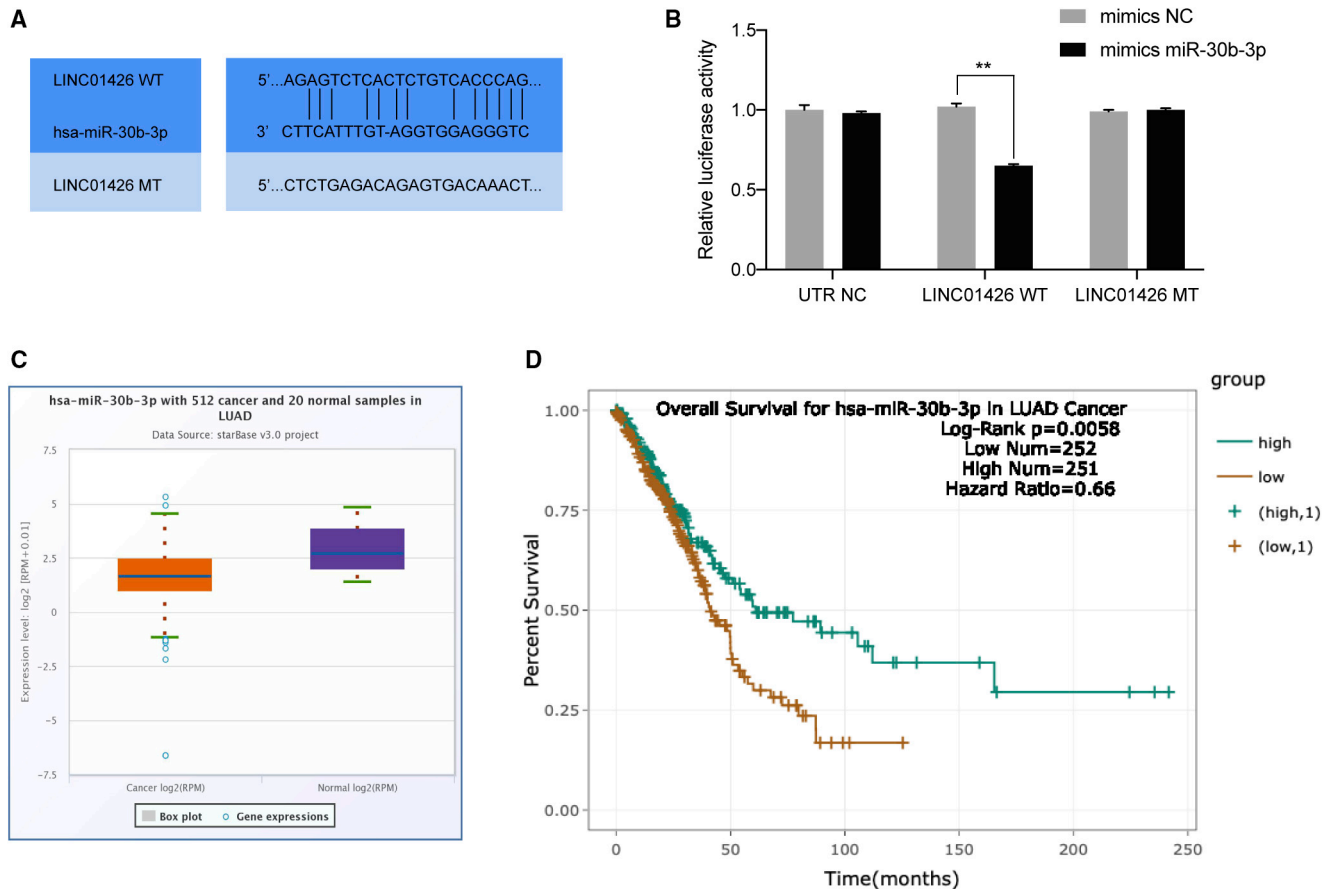 A
LINC01426 WT
5'...AGAGTCTCACTCTGTCACCCAG...
hsa-miR-30b-3p
3' CTTCATTTGT-AGGTGGAGGGTC
LINC01426 MT
5'...CTCTGAGACAGAGTGACAAACT...
B
mimics NC
mimics miR-30b-3p
Relative luciferase activity
1.5
1.0
0.5
0.0
**
UTR NC
LINC01426 WT
LINC01426 MT
C
hsa-miR-30b-3p with 512 cancer and 20 normal samples in
LUAD
Data Source: starBase v3.0 project
Expression level: log2 [RPM+0.01]
7.5
5
2.5
0
−2.5
−5
−7.5
Cancer log2(RPM)
Normal log2(RPM)
Box plot
Gene expressions
D
Overall Survival for hsa-miR-30b-3p in LUAD Cancer
Log-Rank p=0.0058
Low Num=252
High Num=251
Hazard Ratio=0.66
Percent Survival
1.00
0.75
0.50
0.25
0.00
0
50
100
150
200
250
Time(months)
group
high
low
(high,1)
(low,1)